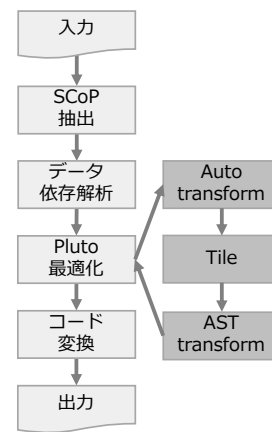 入力
SCoP
抽出
データ
依存解析
Pluto
最適化
コード
変換
出力
Auto
transform
Tile
AST
transform